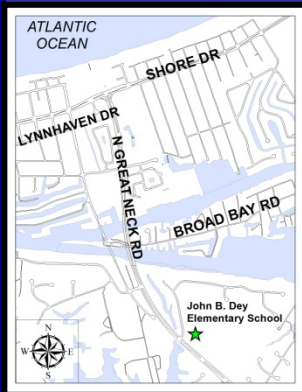 ATLANTIC
OCEAN
SHORE DR
LYNNHAVEN DR
N GREAT NECK RD
BROAD BAY RD
John B. Dey
Elementary School
N
W E
S